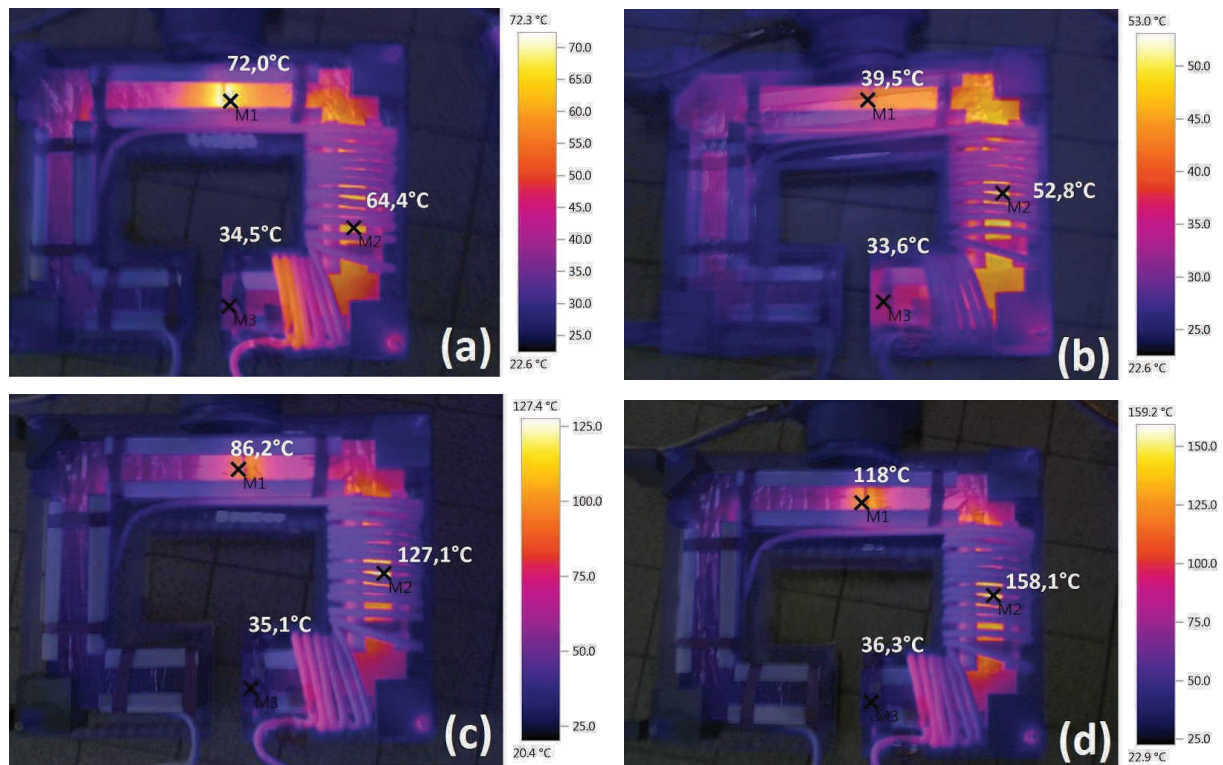 72.3 °C
72,0°C
M1
64,4°C
M2
34,5°C
M3
(a)
70.0
65.0
60.0
55.0
50.0
45.0
40.0
35.0
30.0
25.0
22.6 °C
53.0 °C
39,5°C
M1
52,8°C
M2
33,6°C
M3
(b)
50.0
45.0
40.0
35.0
30.0
25.0
22.6 °C
127.4 °C
86,2°C
M1
127,1°C
M2
35,1°C
M3
(c)
125.0
100.0
75.0
50.0
25.0
20.4 °C
159.2 °C
118°C
M1
158,1°C
M2
36,3°C
M3
(d)
150.0
125.0
100.0
75.0
50.0
25.0
22.9 °C